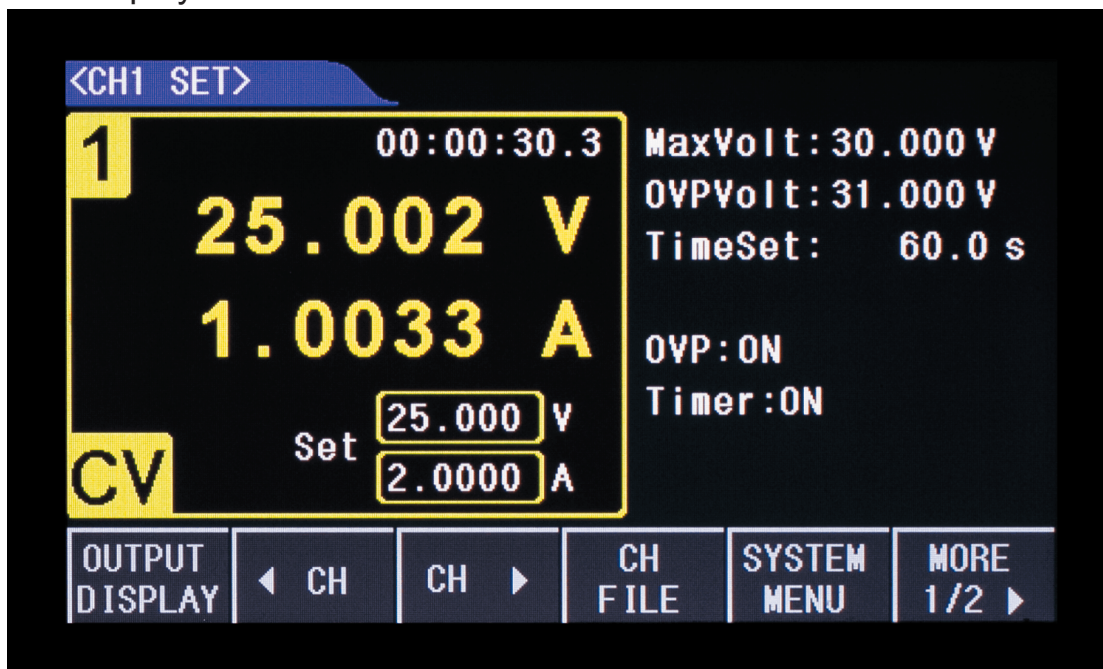 <CH1 SET>
1
00:00:30.3
25.002 V
1.0033 A
Set
25.000 V
2.0000 A
CV
MaxVolt:30.000 V
OVPVolt:31.000 V
TimeSet: 60.0 s
OVP:ON
Timer:ON
OUTPUT
DISPLAY
◀ CH
CH ▶
CH
FILE
SYSTEM
MENU
MORE
1/2 ▶